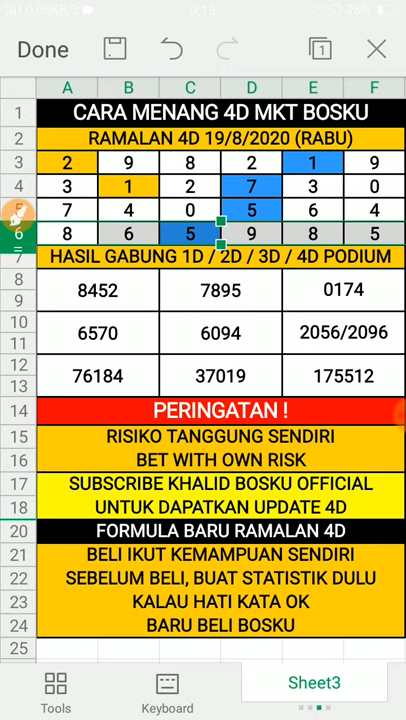 0.05KB/s 9:15 26%
Done 1
A B C D E F
1 CARA MENANG 4D MKT BOSKU
2 RAMALAN 4D 19/8/2020 (RABU)
3 2 9 8 2 1 9
4 3 1 2 7 3 0
5 7 4 0 5 6 4
6 8 6 5 9 8 5
7 HASIL GABUNG 1D / 2D / 3D / 4D PODIUM
8
9
8452 7895 0174
10
11
6570 6094 2056/2096
12
13
76184 37019 175512
14 PERINGATAN !
15 RISIKO TANGGUNG SENDIRI
16 BET WITH OWN RISK
17 SUBSCRIBE KHALID BOSKU OFFICIAL
18 UNTUK DAPATKAN UPDATE 4D
20 FORMULA BARU RAMALAN 4D
21 BELI IKUT KEMAMPUAN SENDIRI
22 SEBELUM BELI, BUAT STATISTIK DULU
23 KALAU HATI KATA OK
24 BARU BELI BOSKU
25
Tools Keyboard Sheet3